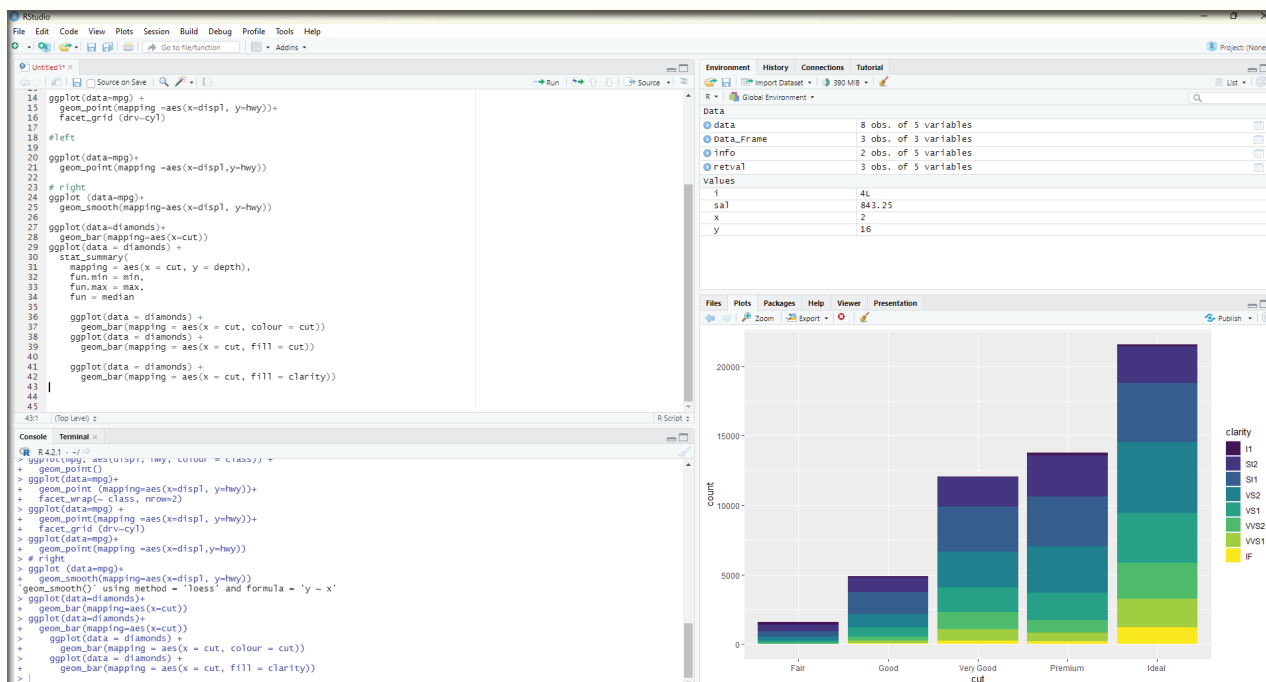 RStudio
File Edit Code View Plots Session Build Debug Profile Tools Help
Go to file/function Addins
Project: (None
Untitled1*
Source on Save Run Source
14 ggplot(data=mpg) +
15 geom_point(mapping =aes(x=displ, y=hwy))+
16 facet_grid (drv~cyl)
17
18 #left
19
20 ggplot(data=mpg)+
21 geom_point(mapping =aes(x=displ,y=hwy))
22
23 # right
24 ggplot (data=mpg)+
25 geom_smooth(mapping=aes(x=displ, y=hwy))
26
27 ggplot(data=diamonds)+
28 geom_bar(mapping=aes(x=cut))
29 ggplot(data = diamonds) +
30 stat_summary(
31 mapping = aes(x = cut, y = depth),
32 fun.min = min,
33 fun.max = max,
34 fun = median
35
36 ggplot(data = diamonds) +
37 geom_bar(mapping = aes(x = cut, colour = cut))
38 ggplot(data = diamonds) +
39 geom_bar(mapping = aes(x = cut, fill = cut))
40
41 ggplot(data = diamonds) +
42 geom_bar(mapping = aes(x = cut, fill = clarity))
43
44
45
43:1 (Top Level) R Script
Console Terminal
R 4.2.1 · ~/
> ggplot(mpg, aes(displ, hwy, colour = class)) +
+ geom_point()
> ggplot(data=mpg)+
+ geom_point (mapping=aes(x=displ, y=hwy))+
+ facet_wrap(~ class, nrow=2)
> ggplot(data=mpg) +
+ geom_point(mapping =aes(x=displ, y=hwy))+
+ facet_grid (drv~cyl)
> ggplot(data=mpg)+
+ geom_point(mapping =aes(x=displ,y=hwy))
> # right
> ggplot (data=mpg)+
+ geom_smooth(mapping=aes(x=displ, y=hwy))
`geom_smooth()` using method = 'loess' and formula = 'y ~ x'
> ggplot(data=diamonds)+
+ geom_bar(mapping=aes(x=cut))
> ggplot(data=diamonds)+
+ geom_bar(mapping=aes(x=cut))
> ggplot(data = diamonds) +
+ geom_bar(mapping = aes(x = cut, colour = cut))
> ggplot(data = diamonds) +
+ geom_bar(mapping = aes(x = cut, fill = clarity))
>
Environment History Connections Tutorial
Import Dataset 390 MiB List
R Global Environment
Data
data 8 obs. of 5 variables
Data_Frame 3 obs. of 3 variables
info 2 obs. of 5 variables
retval 3 obs. of 5 variables
Values
i 4L
sal 843.25
x 2
y 16
Files Plots Packages Help Viewer Presentation
Zoom Export Publish
20000
15000
10000
5000
0
count
Fair Good Very Good Premium Ideal
cut
clarity
I1
SI2
SI1
VS2
VS1
VVS2
VVS1
IF